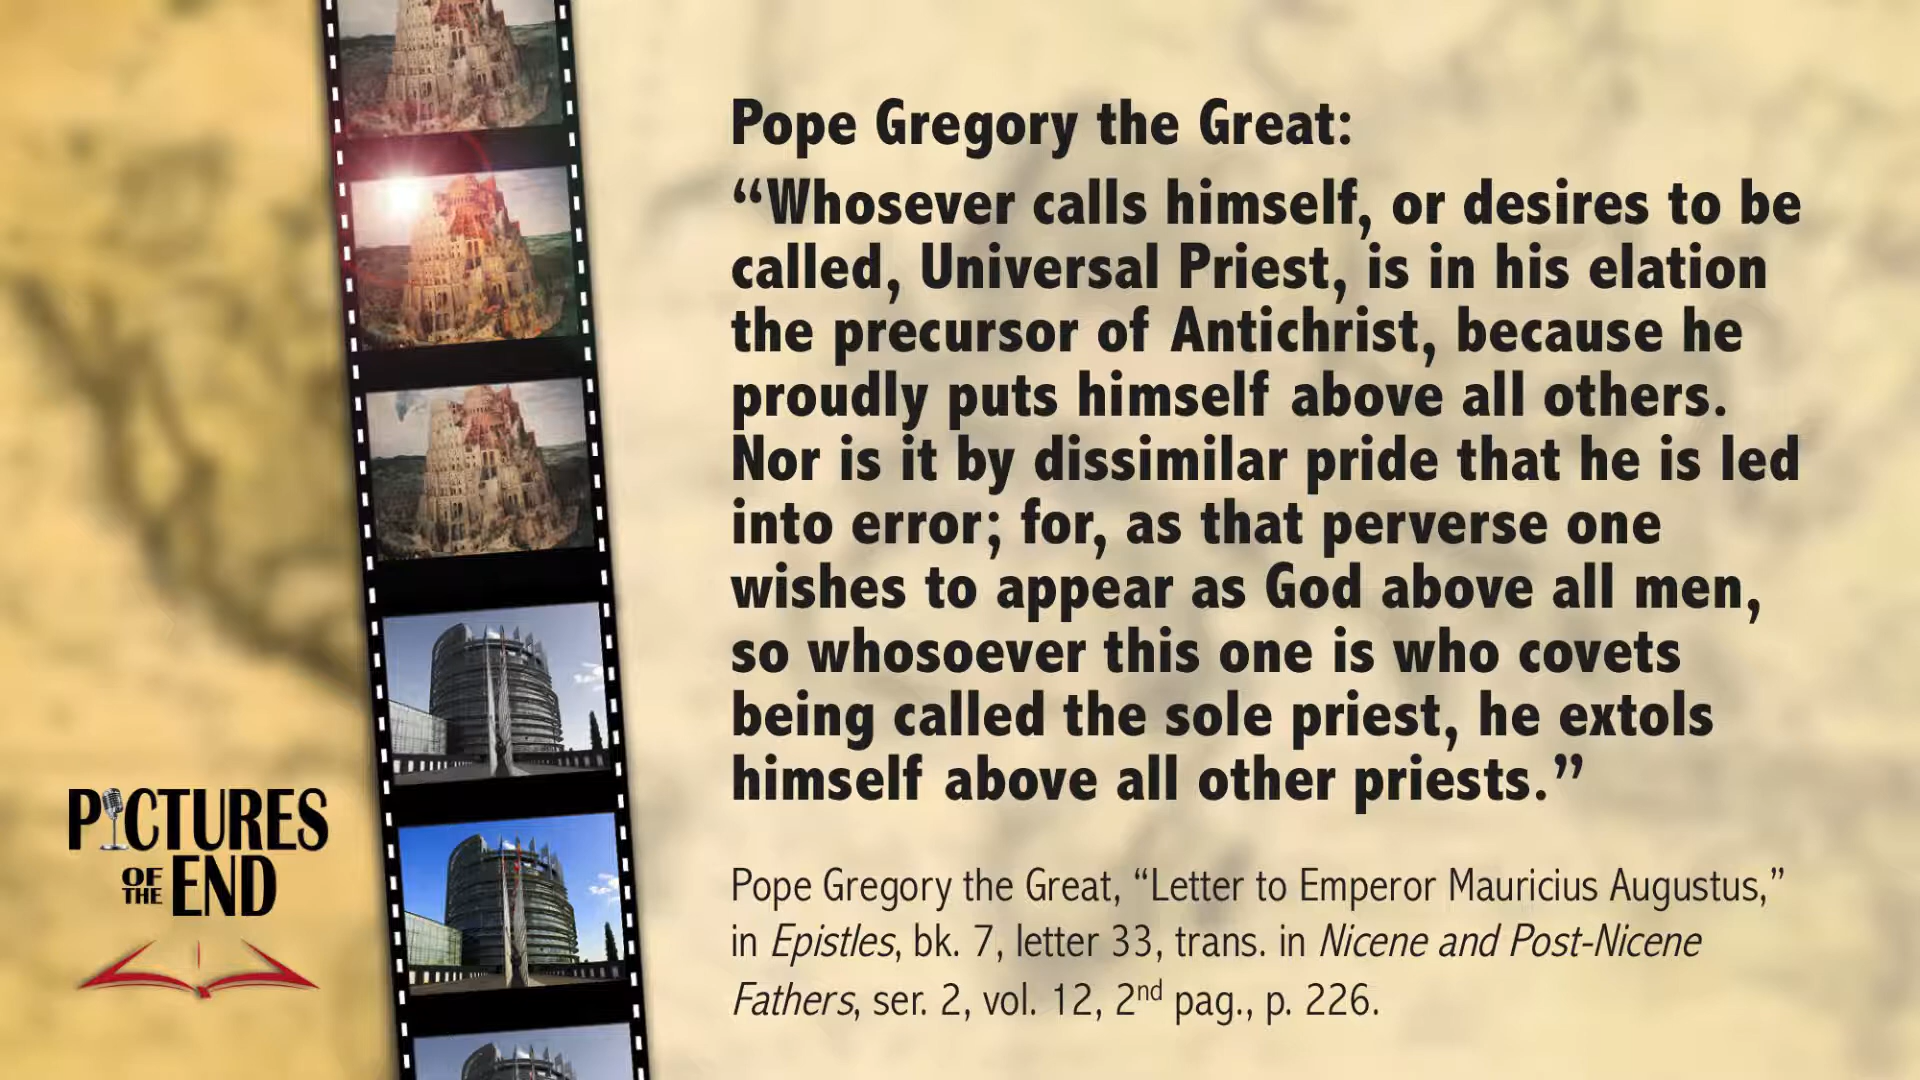 Pope Gregory the Great:
“Whosever calls himself, or desires to be
called, Universal Priest, is in his elation
the precursor of Antichrist, because he
proudly puts himself above all others.
Nor is it by dissimilar pride that he is led
into error; for, as that perverse one
wishes to appear as God above all men,
so whosoever this one is who covets
being called the sole priest, he extols
himself above all other priests.”
Pope Gregory the Great, “Letter to Emperor Mauricius Augustus,”
in Epistles, bk. 7, letter 33, trans. in Nicene and Post-Nicene
Fathers, ser. 2, vol. 12, 2nd pag., p. 226.
PICTURES
OF THE END